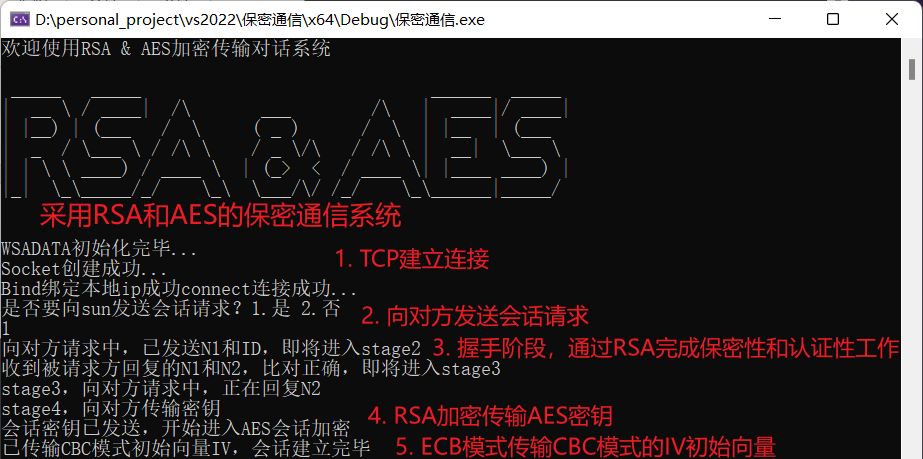 D:\personal_project\vs2022\保密通信\x64\Debug\保密通信.exe
欢迎使用RSA & AES加密传输对话系统
RSA & AES
采用RSA和AES的保密通信系统
WSADATA初始化完毕...
1. TCP建立连接
Socket创建成功...
Bind绑定本地ip成功connect连接成功...
是否要向sun发送会话请求？1.是 2.否
2. 向对方发送会话请求
1
向对方请求中，已发送N1和ID，即将进入stage2
3. 握手阶段，通过RSA完成保密性和认证性工作
收到被请求方回复的N1和N2，比对正确，即将进入stage3
stage3，向对方请求中，正在回复N2
stage4，向对方传输密钥
4. RSA加密传输AES密钥
会话密钥已发送，开始进入AES会话加密
已传输CBC模式初始向量IV，会话建立完毕
5. ECB模式传输CBC模式的IV初始向量